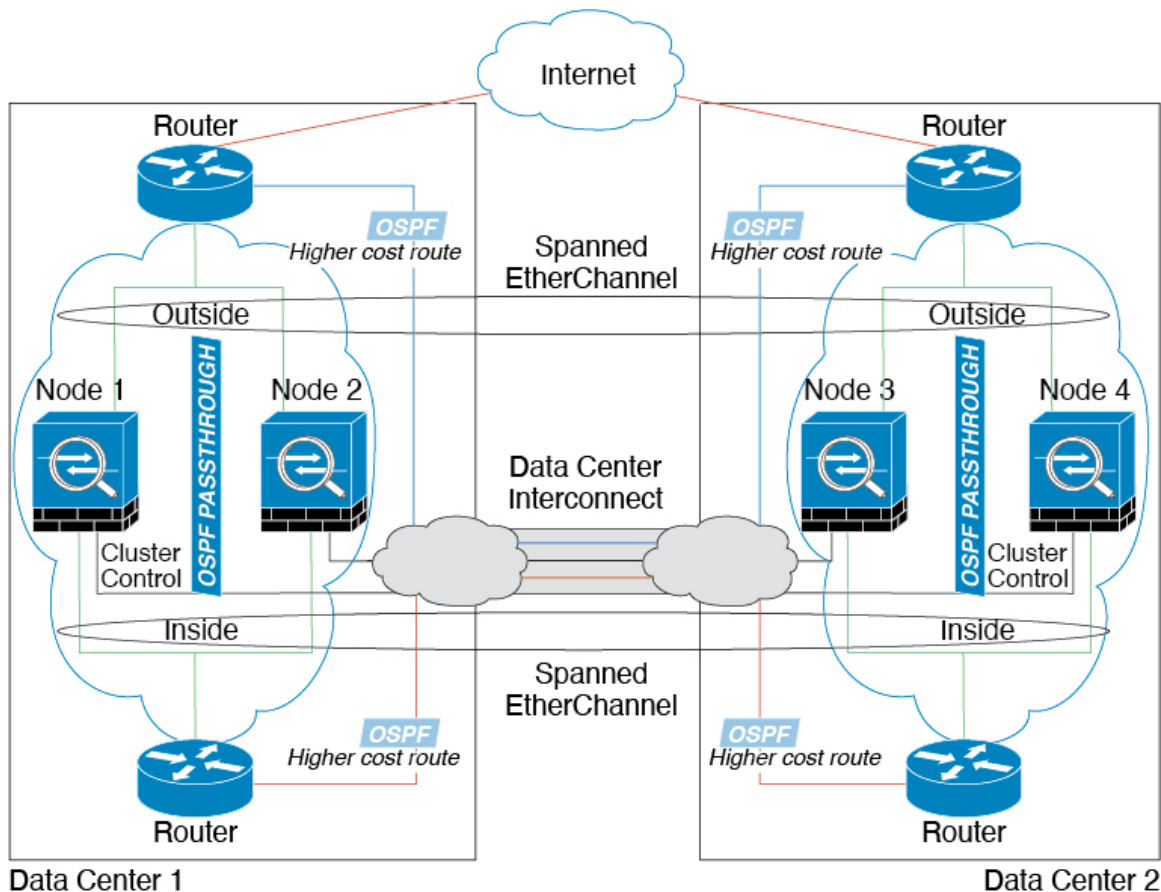 Internet
Router
Router
OSPF
Higher cost route
OSPF
Higher cost route
Spanned
EtherChannel
Outside
Outside
Node 1
Node 2
Node 3
Node 4
OSPF PASSTHROUGH
OSPF PASSTHROUGH
Data Center
Interconnect
Cluster
Control
Cluster
Control
Inside
Inside
Spanned
EtherChannel
OSPF
Higher cost route
OSPF
Higher cost route
Router
Router
Data Center 1
Data Center 2